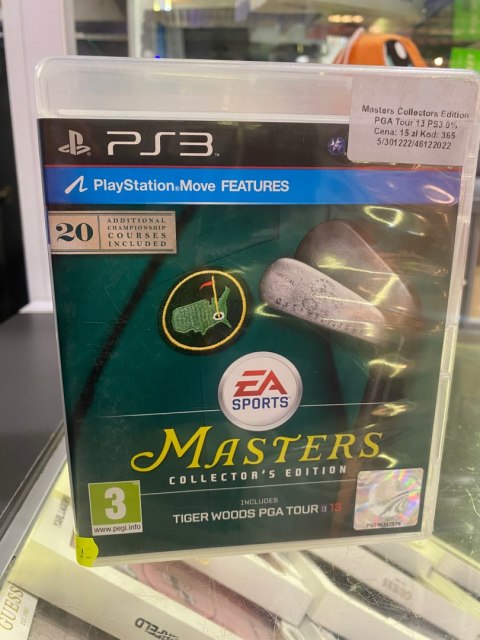 Masters Collectors Edition
PGA Tour 13 PS3 0%
Cena: 15 zł Kod: 365
5/301222/46122022
PS3
PlayStation®Move FEATURES
20 ADDITIONAL
CHAMPIONSHIP
COURSES
INCLUDED
EA
SPORTS
MASTERS
COLLECTOR'S EDITION
INCLUDES
TIGER WOODS PGA TOUR 13
3
www.pegi.info
GUESS